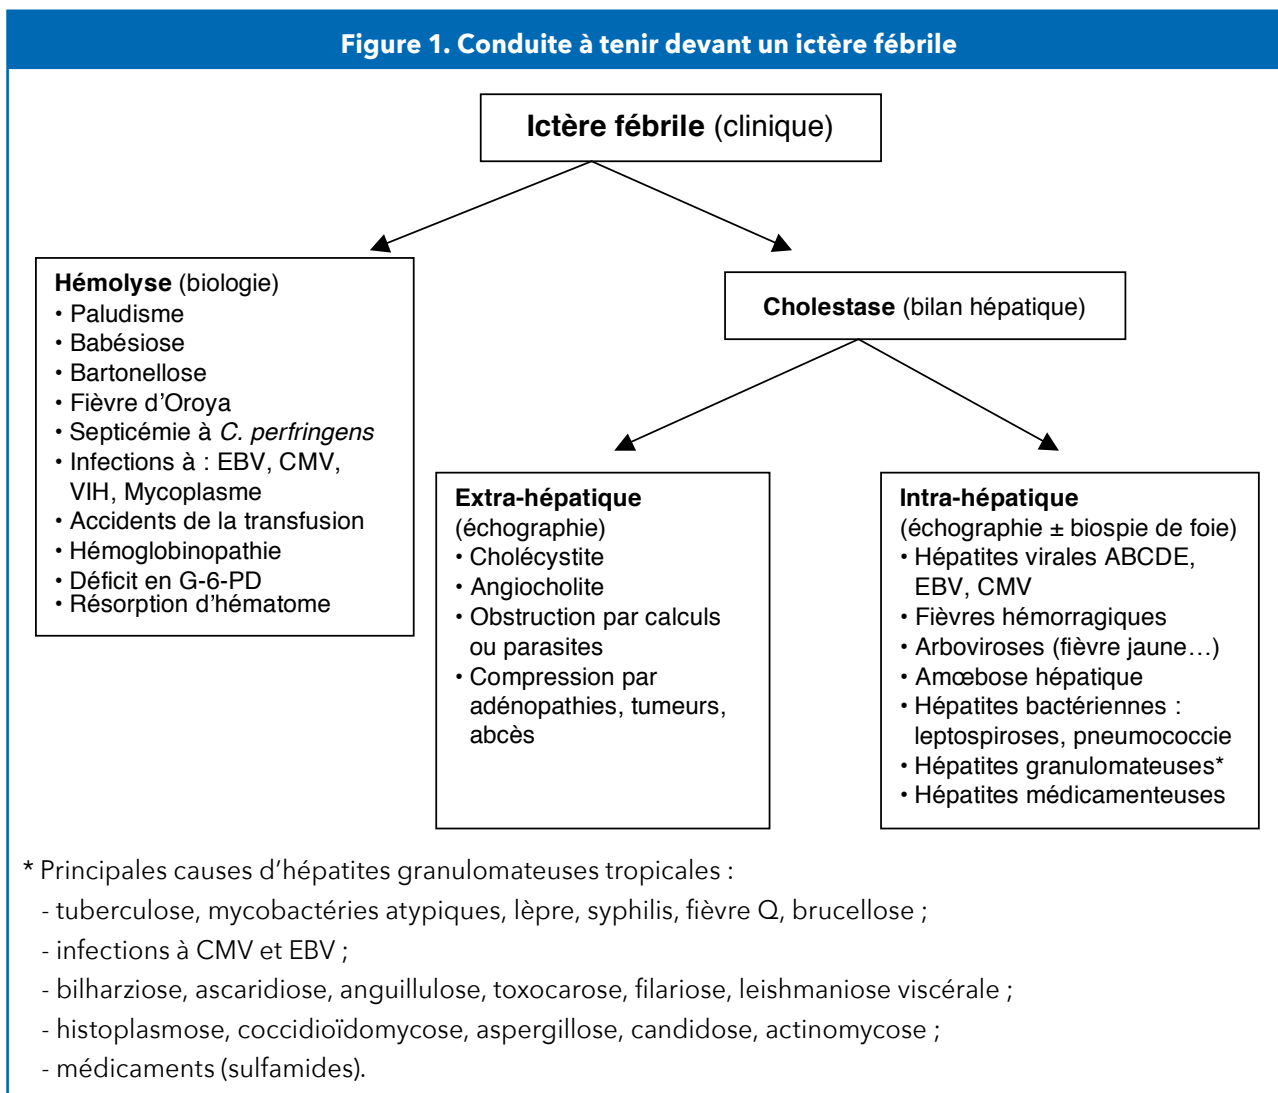 Figure 1. Conduite à tenir devant un ictère fébrile
Ictère fébrile (clinique)
Hémolyse (biologie)
• Paludisme
• Babésiose
• Bartonellose
• Fièvre d’Oroya
• Septicémie à C. perfringens
• Infections à : EBV, CMV,
VIH, Mycoplasme
• Accidents de la transfusion
• Hémoglobinopathie
• Déficit en G-6-PD
• Résorption d’hématome
Cholestase (bilan hépatique)
Extra-hépatique
(échographie)
• Cholécystite
• Angiocholite
• Obstruction par calculs
ou parasites
• Compression par
adénopathies, tumeurs,
abcès
Intra-hépatique
(échographie ± biospie de foie)
• Hépatites virales ABCDE,
EBV, CMV
• Fièvres hémorragiques
• Arboviroses (fièvre jaune…)
• Amœbose hépatique
• Hépatites bactériennes :
leptospiroses, pneumococcie
• Hépatites granulomateuses*
• Hépatites médicamenteuses
* Principales causes d’hépatites granulomateuses tropicales :
- tuberculose, mycobactéries atypiques, lèpre, syphilis, fièvre Q, brucellose ;
- infections à CMV et EBV ;
- bilharziose, ascaridiose, anguillulose, toxocarose, filariose, leishmaniose viscérale ;
- histoplasmose, coccidioïdomycose, aspergillose, candidose, actinomycose ;
- médicaments (sulfamides).